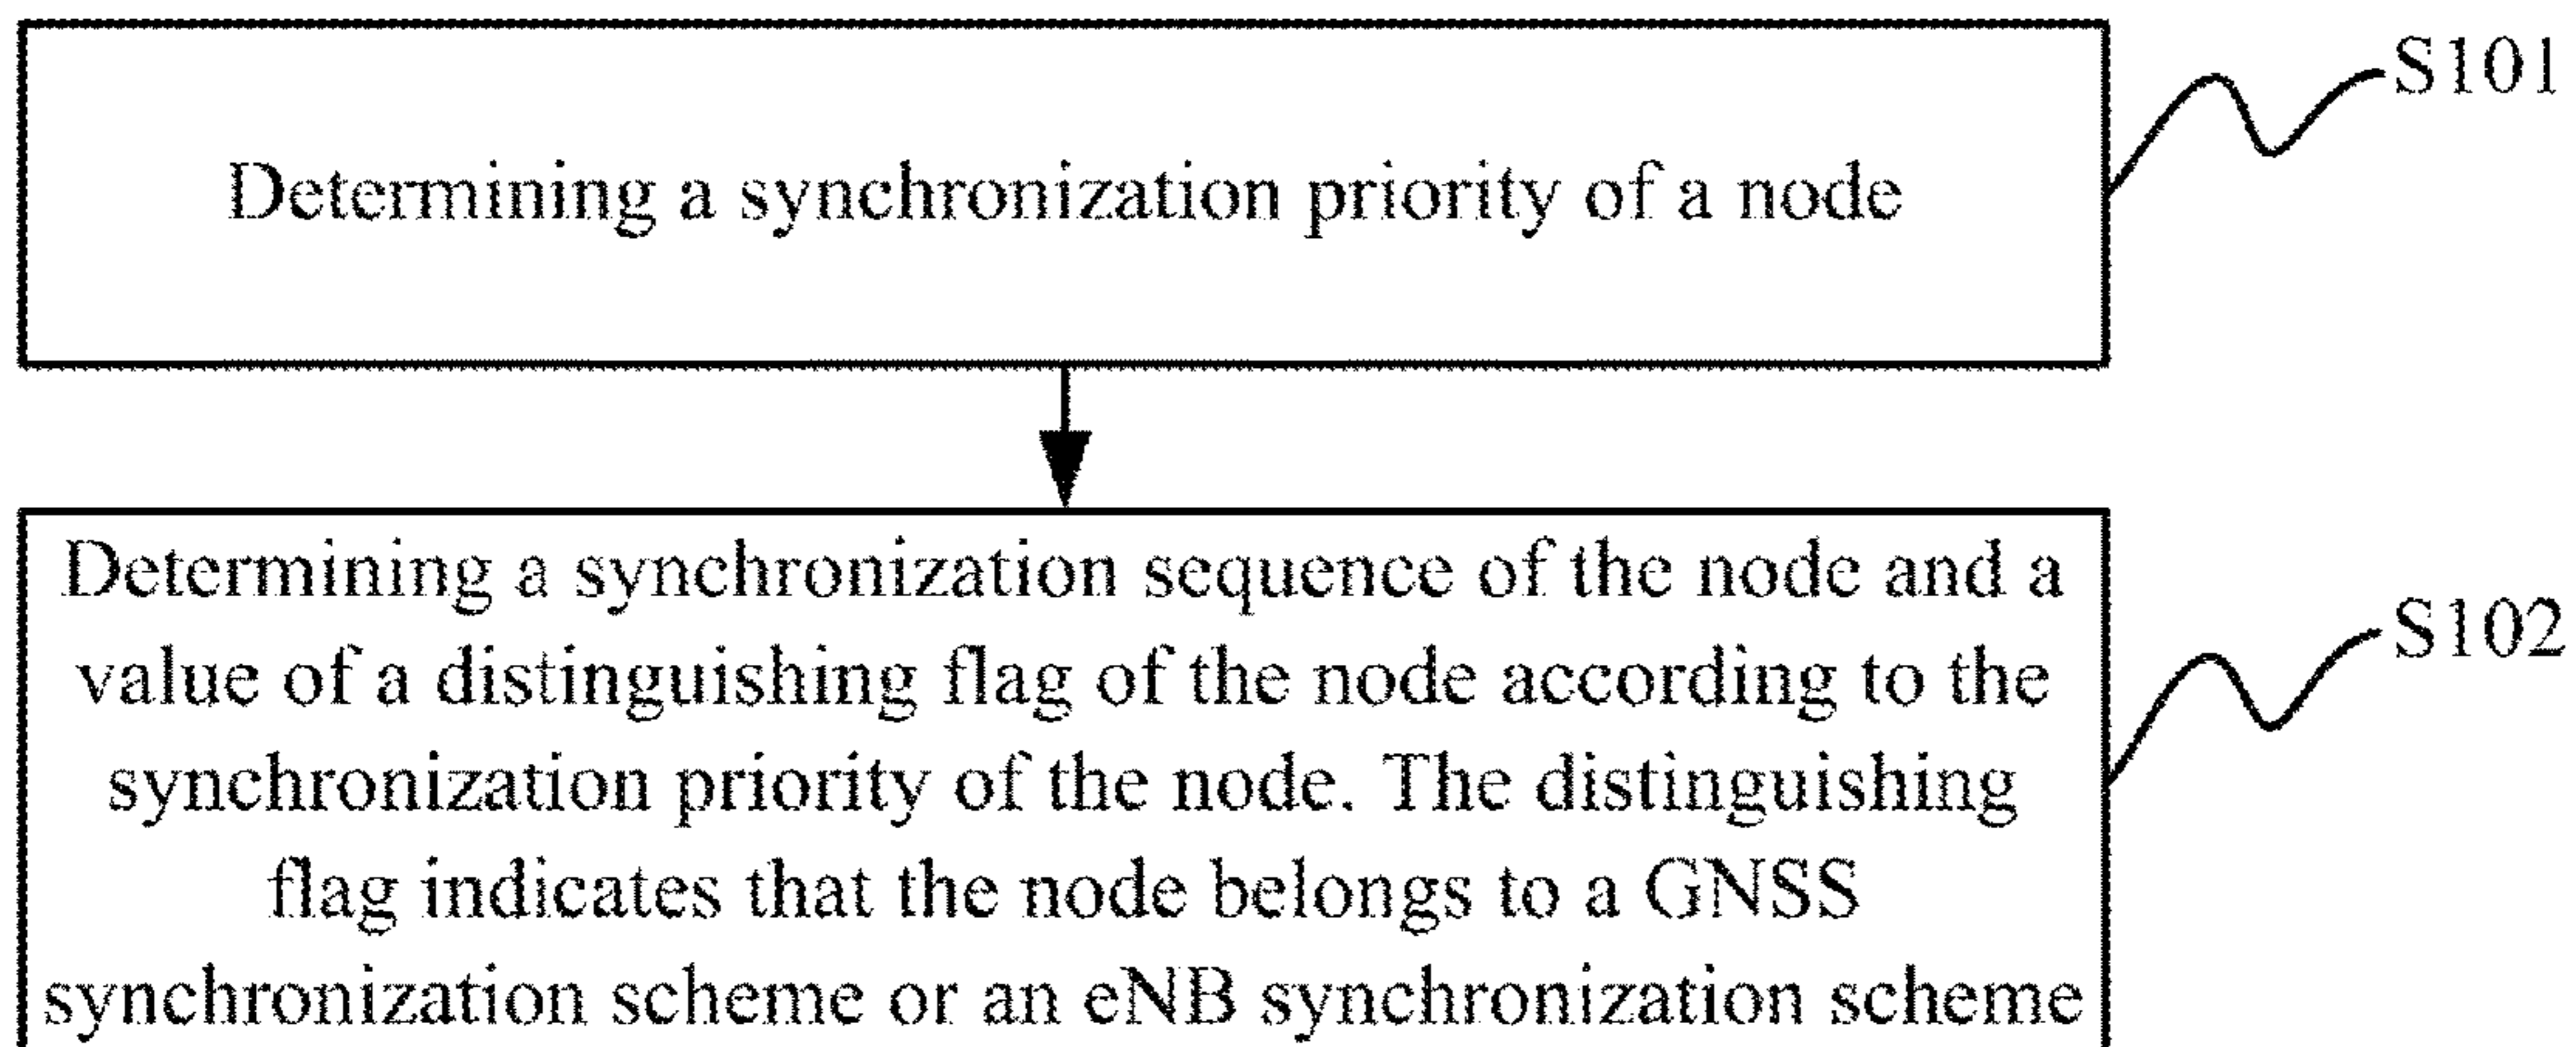 S101
Determining a synchronization priority of a node
Determining a synchronization sequence of the node and a
value of a distinguishing flag of the node according to the
synchronization priority of the node. The distinguishing
flag indicates that the node belongs to a GNSS
synchronization scheme or an eNB synchronization scheme
S102